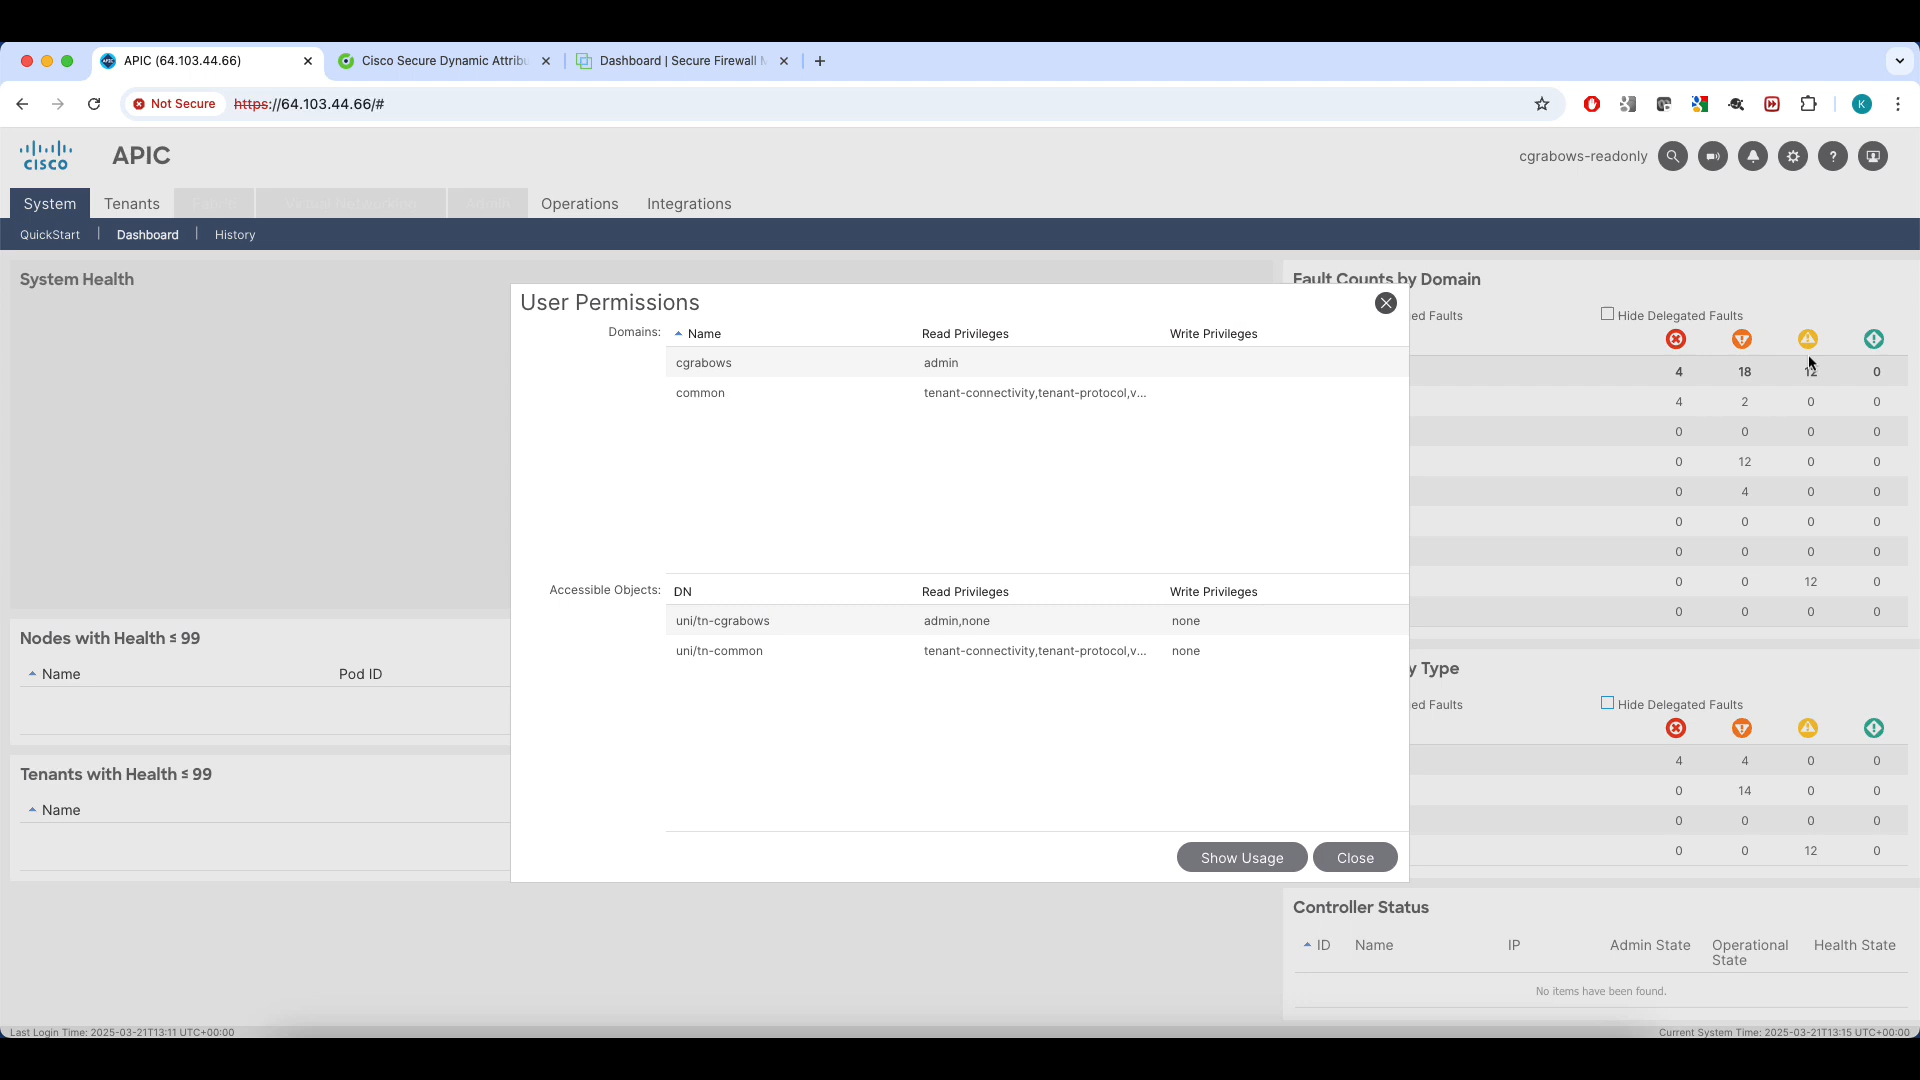 APIC (64.103.44.66)
Cisco Secure Dynamic Attribu
Dashboard | Secure Firewall M
Not Secure
https://64.103.44.66/#
K
CISCO
APIC
cgrabows-readonly
System
Tenants
Fabric
Virtual Networking
Admin
Operations
Integrations
QuickStart
Dashboard
History
System Health
Nodes with Health ≤ 99
Name
Pod ID
Tenants with Health ≤ 99
Name
User Permissions
Domains:
Name Read Privileges Write Privileges
cgrabows admin
common tenant-connectivity,tenant-protocol,v...
Accessible Objects:
DN Read Privileges Write Privileges
uni/tn-cgrabows admin,none none
uni/tn-common tenant-connectivity,tenant-protocol,v... none
Show Usage
Close
Fault Counts by Domain
ed Faults
Hide Delegated Faults
4 18 12 0
4 2 0 0
0 0 0 0
0 12 0 0
0 4 0 0
0 0 0 0
0 0 0 0
0 0 12 0
0 0 0 0
y Type
ed Faults
Hide Delegated Faults
4 4 0 0
0 14 0 0
0 0 0 0
0 0 12 0
Controller Status
ID Name IP Admin State Operational State Health State
No items have been found.
Last Login Time: 2025-03-21T13:11 UTC+00:00
Current System Time: 2025-03-21T13:15 UTC+00:00